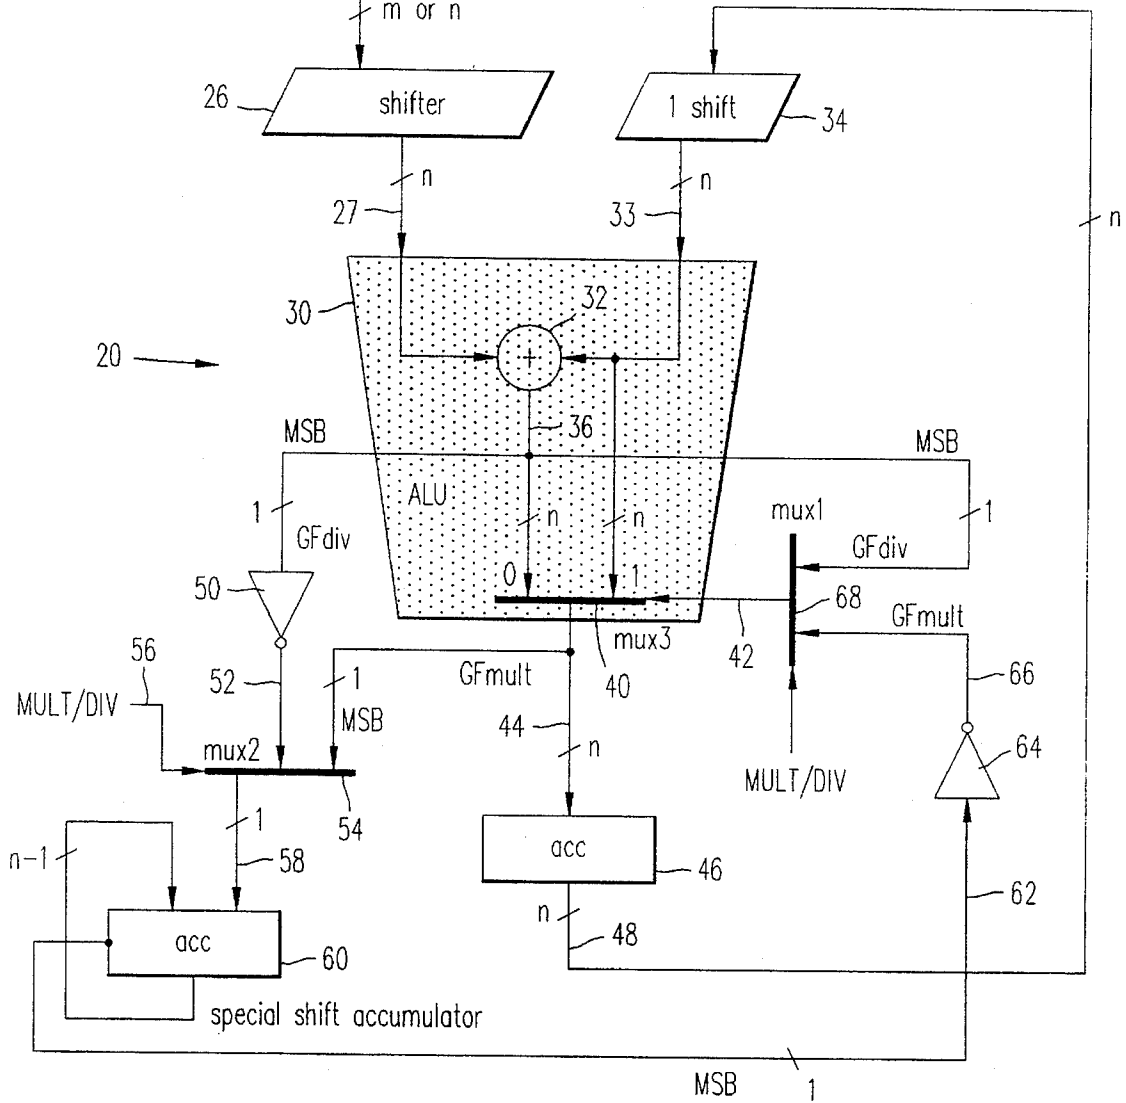 m or n
26
shifter
1 shift
34
n
n
27
33
n
30
32
20
MSB
36
MSB
1
ALU
n
n
1
GFdiv
mux1
GFdiv
50
0
1
68
GFmult
mux3
42
56
52
GFmult
1
40
66
MULT/DIV
MSB
44
mux2
n
64
MULT/DIV
54
1
n-1
58
acc
46
62
acc
60
n
48
special shift accumulator
MSB
1